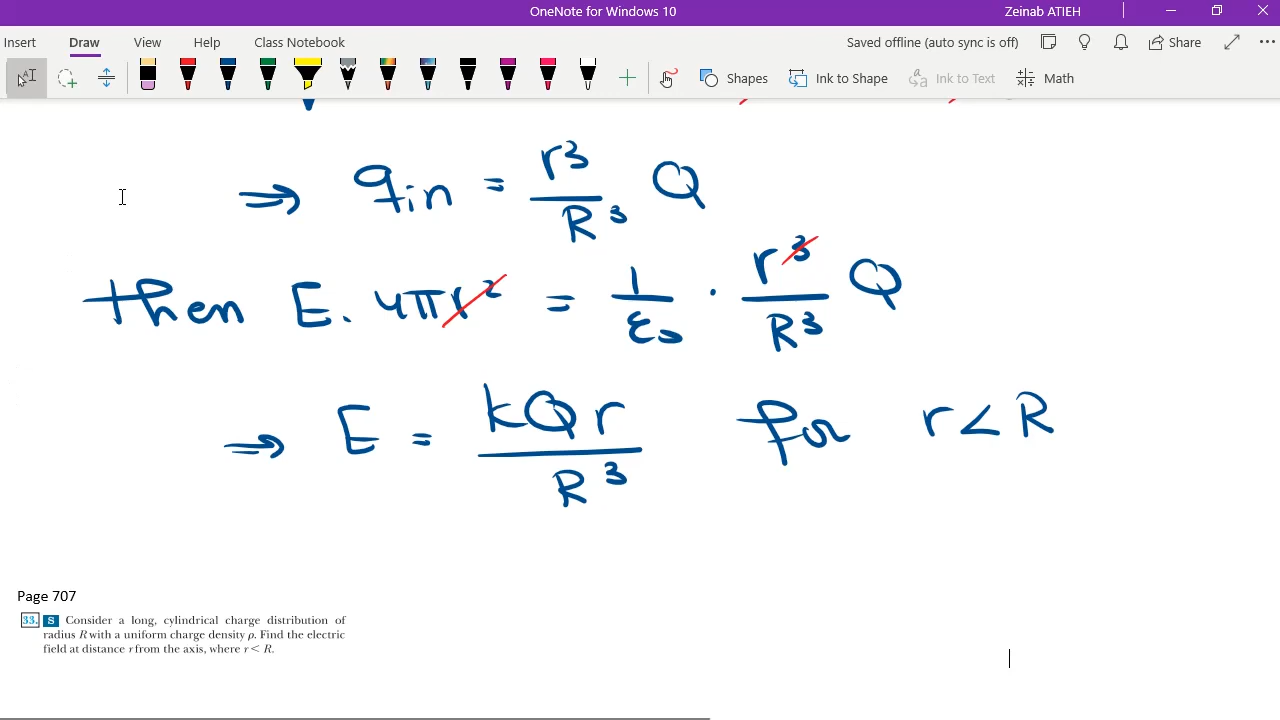 OneNote for Windows 10
Zeinab ATIEH
Insert Draw View Help Class Notebook
Saved offline (auto sync is off) Share
Shapes Ink to Shape Ink to Text Math
⇒ qin = r³/R³ Q
then E. 4πr² = 1/ε₀ · r³/R³ Q
⇒ E = kQr/R³ for r < R
Page 707
33. S Consider a long, cylindrical charge distribution of
radius R with a uniform charge density ρ. Find the electric
field at distance r from the axis, where r < R.